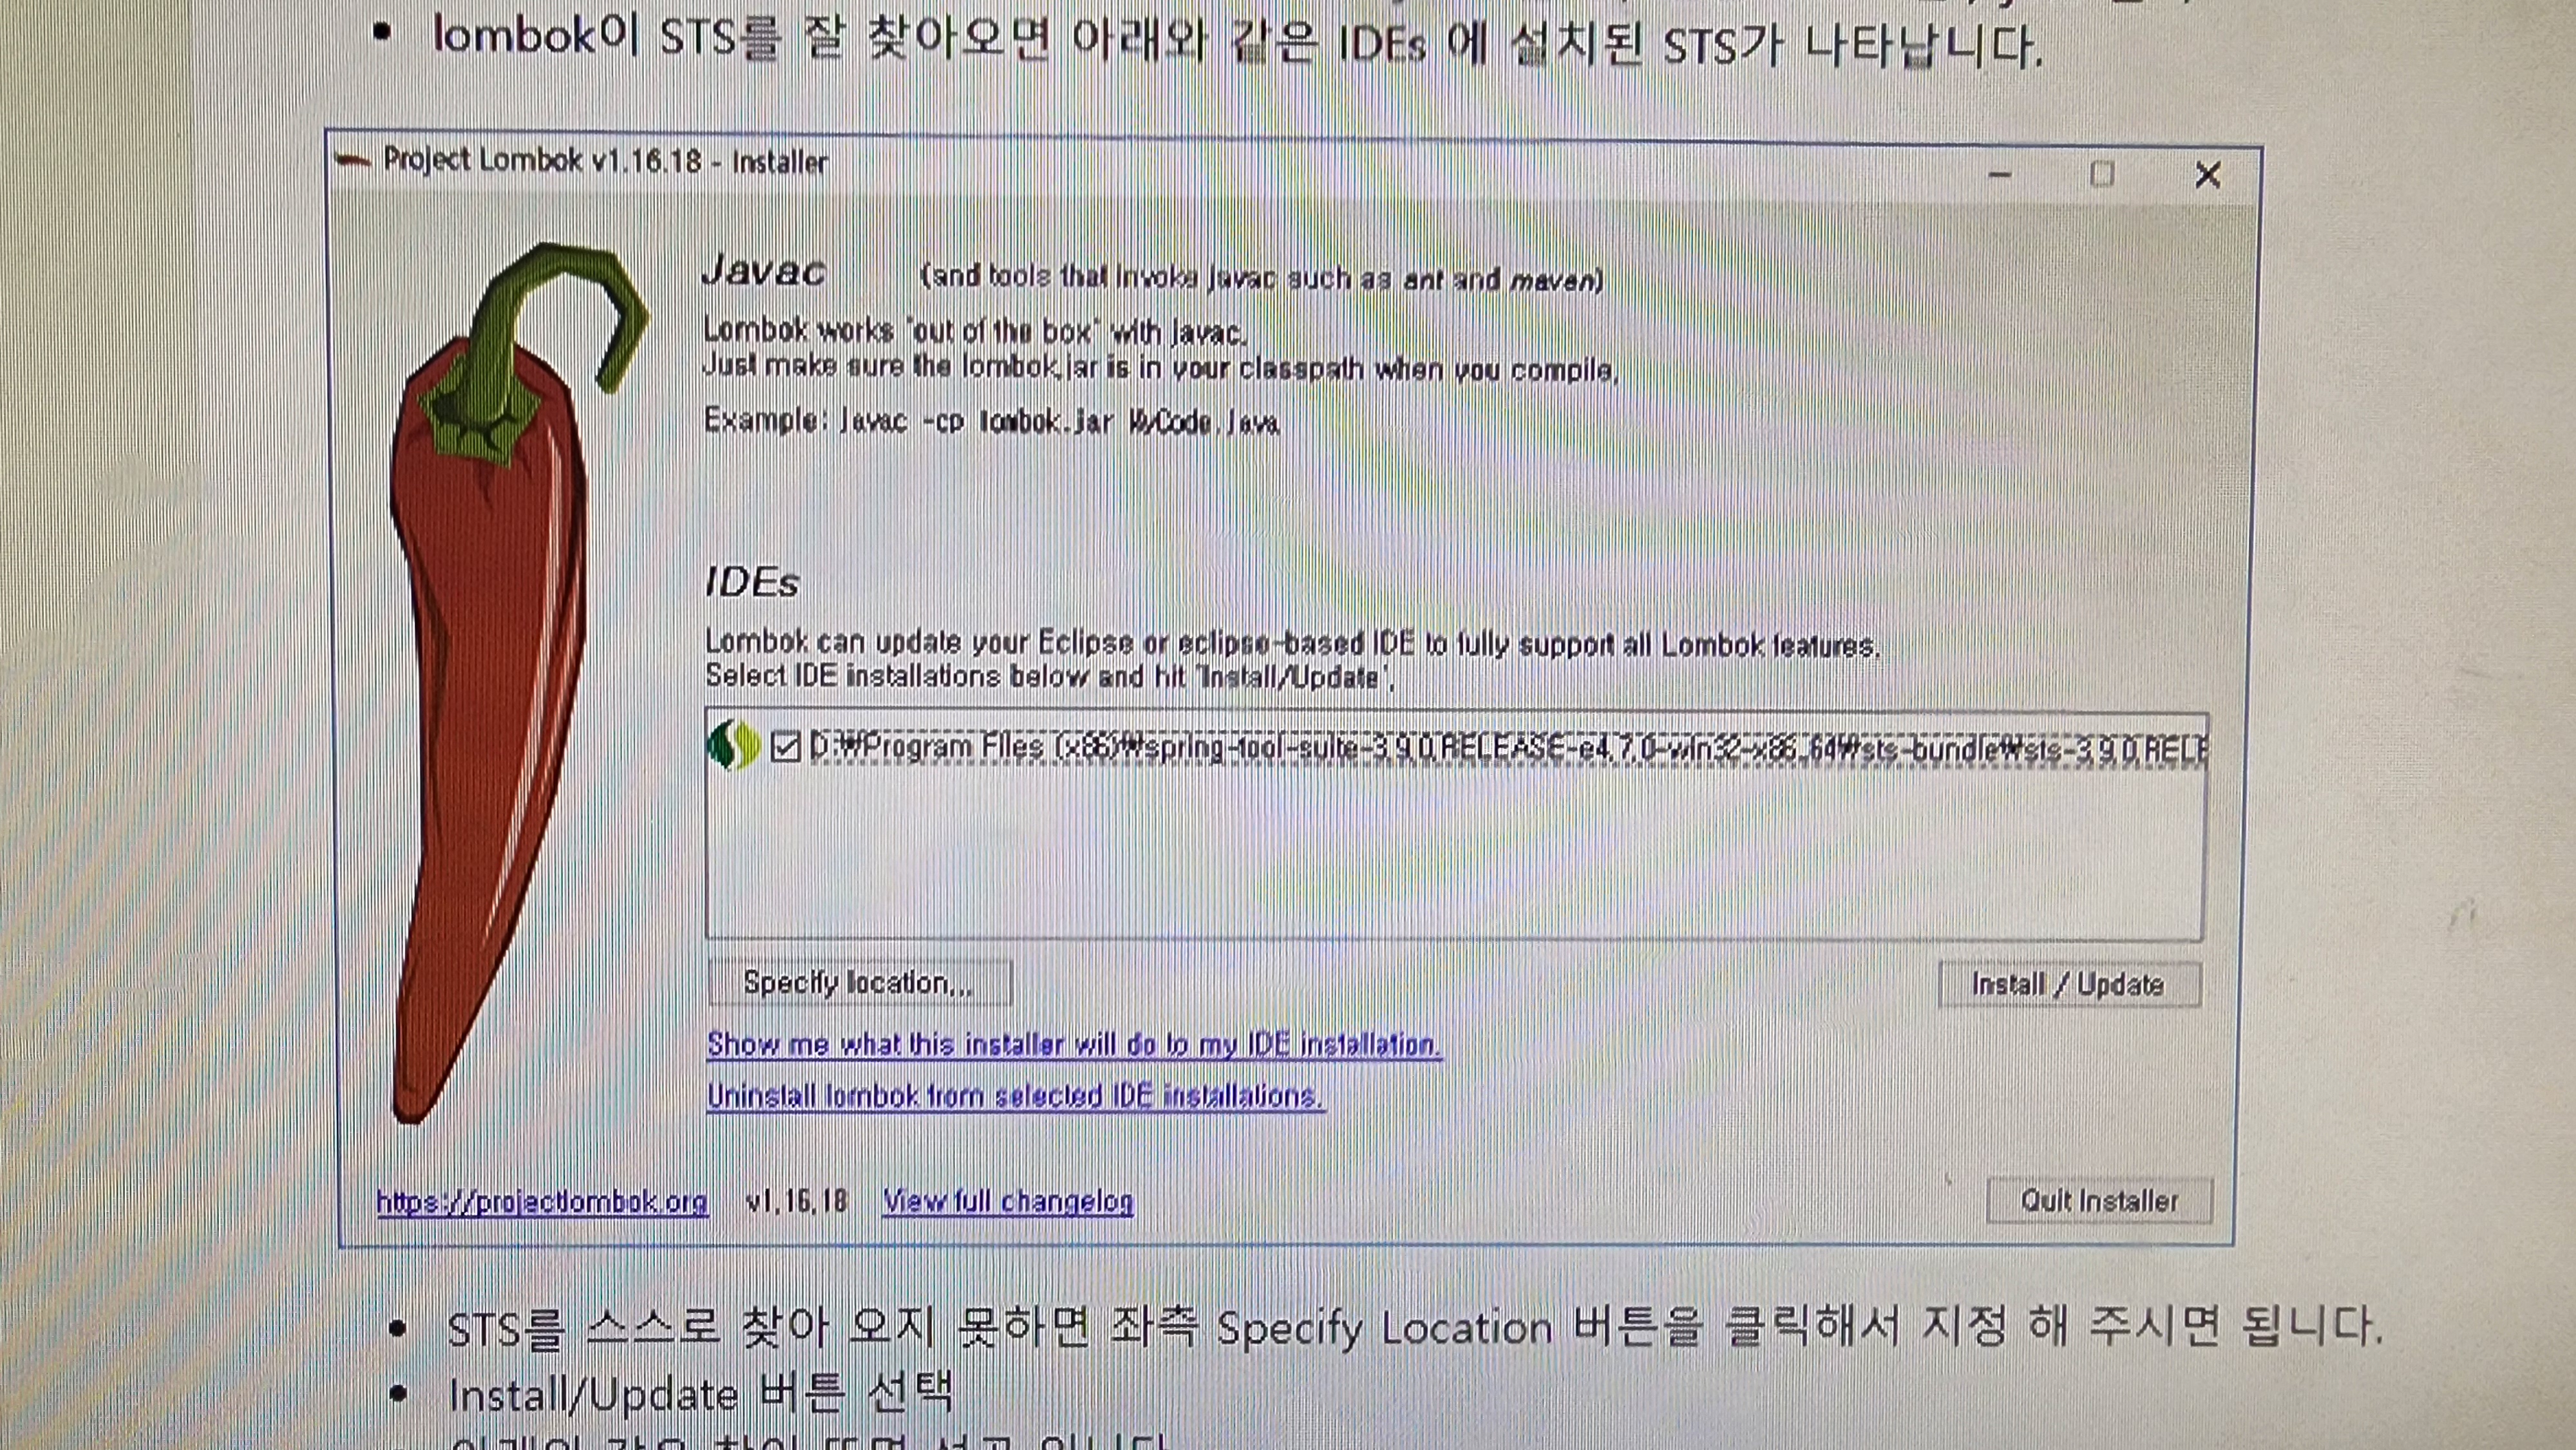 • lombok이 STS를 잘 찾아오면 아래와 같은 IDEs 에 설치된 STS가 나타납니다.
Project Lombok v1.16.18 - Installer
Javac (and tools that invoke javac such as ant and maven)
Lombok works 'out of the box' with javac.
Just make sure the lombok.jar is in your classpath when you compile.
Example: javac -cp lombok.jar MyCode.java
IDEs
Lombok can update your Eclipse or eclipse-based IDE to fully support all Lombok features.
Select IDE installations below and hit 'Install/Update'.
D:₩Program Files (x86)₩spring-tool-suite-3.9.0.RELEASE-e4.7.0-win32-x86_64₩sts-bundle₩sts-3.9.0.RELE
Specify location... Install / Update
Show me what this installer will do to my IDE installation.
Uninstall lombok from selected IDE installations.
https://projectlombok.org v1.16.18 View full changelog Quit Installer
• STS를 스스로 찾아 오지 못하면 좌측 Specify Location 버튼을 클릭해서 지정 해 주시면 됩니다.
• Install/Update 버튼 선택